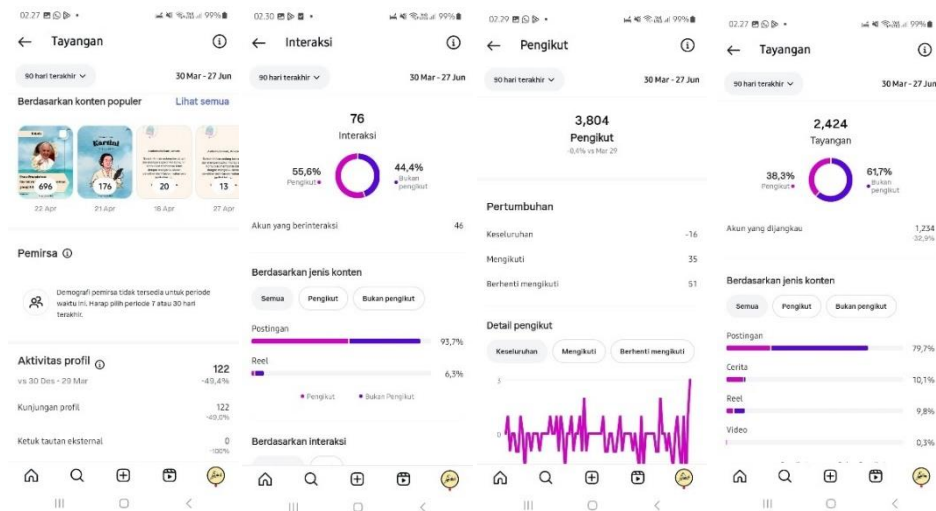 02.27
99%
Tayangan
90 hari terakhir
30 Mar - 27 Jun
Berdasarkan konten populer
Lihat semua
Kartini
696
176
20
13
22 Apr
21 Apr
16 Apr
27 Apr
Pemirsa
Demografi pemirsa tidak tersedia untuk periode
waktu ini. Harap pilih periode 7 atau 30 hari
terakhir.
Aktivitas profil
122
vs 30 Des - 29 Mar
-49,4%
Kunjungan profil
122
Ketuk tautan eksternal
0
-100%
02.30
99%
Interaksi
90 hari terakhir
30 Mar - 27 Jun
76
Interaksi
55,6%
Pengikut
44,4%
Bukan
pengikut
Akun yang berinteraksi
46
Berdasarkan jenis konten
Semua
Pengikut
Bukan pengikut
Postingan
93,7%
Reel
6,3%
Pengikut
Bukan Pengikut
Berdasarkan interaksi
02.29
99%
Pengikut
90 hari terakhir
30 Mar - 27 Jun
3,804
Pengikut
-0,4% vs Mar 29
Pertumbuhan
Keseluruhan
-16
Mengikuti
35
Berhenti mengikuti
51
Detail pengikut
Keseluruhan
Mengikuti
Berhenti mengikuti
0
02.27
99%
Tayangan
90 hari terakhir
30 Mar - 27 Jun
2,424
Tayangan
38,3%
Pengikut
61,7%
Bukan
pengikut
Akun yang dijangkau
1,234
32,9%
Berdasarkan jenis konten
Semua
Pengikut
Bukan pengikut
Postingan
79,7%
Cerita
10,1%
Reel
9,8%
Video
0,3%